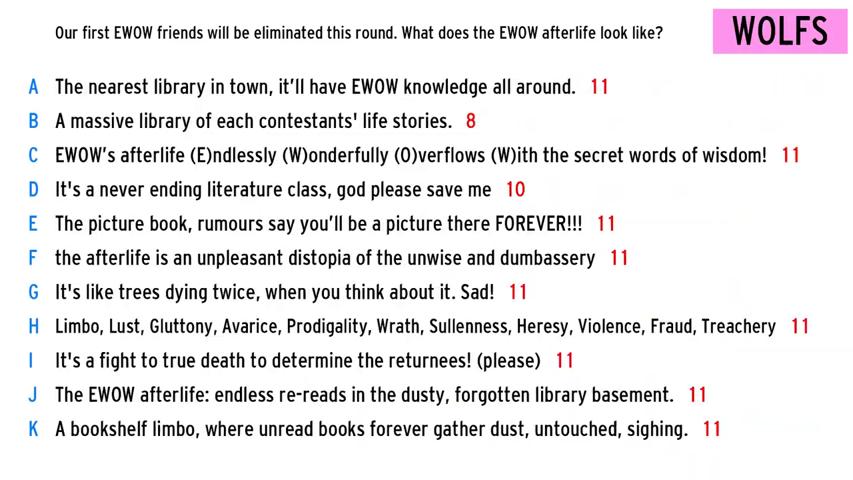 Our first EWOW friends will be eliminated this round. What does the EWOW afterlife look like?
WOLFS
A The nearest library in town, it'll have EWOW knowledge all around. 11
B A massive library of each contestants' life stories. 8
C EWOW's afterlife (E)ndlessly (W)onderfully (O)verflows (W)ith the secret words of wisdom! 11
D It's a never ending literature class, god please save me 10
E The picture book, rumours say you'll be a picture there FOREVER!!! 11
F the afterlife is an unpleasant distopia of the unwise and dumbassery 11
G It's like trees dying twice, when you think about it. Sad! 11
H Limbo, Lust, Gluttony, Avarice, Prodigality, Wrath, Sullenness, Heresy, Violence, Fraud, Treachery 11
I It's a fight to true death to determine the returnees! (please) 11
J The EWOW afterlife: endless re-reads in the dusty, forgotten library basement. 11
K A bookshelf limbo, where unread books forever gather dust, untouched, sighing. 11